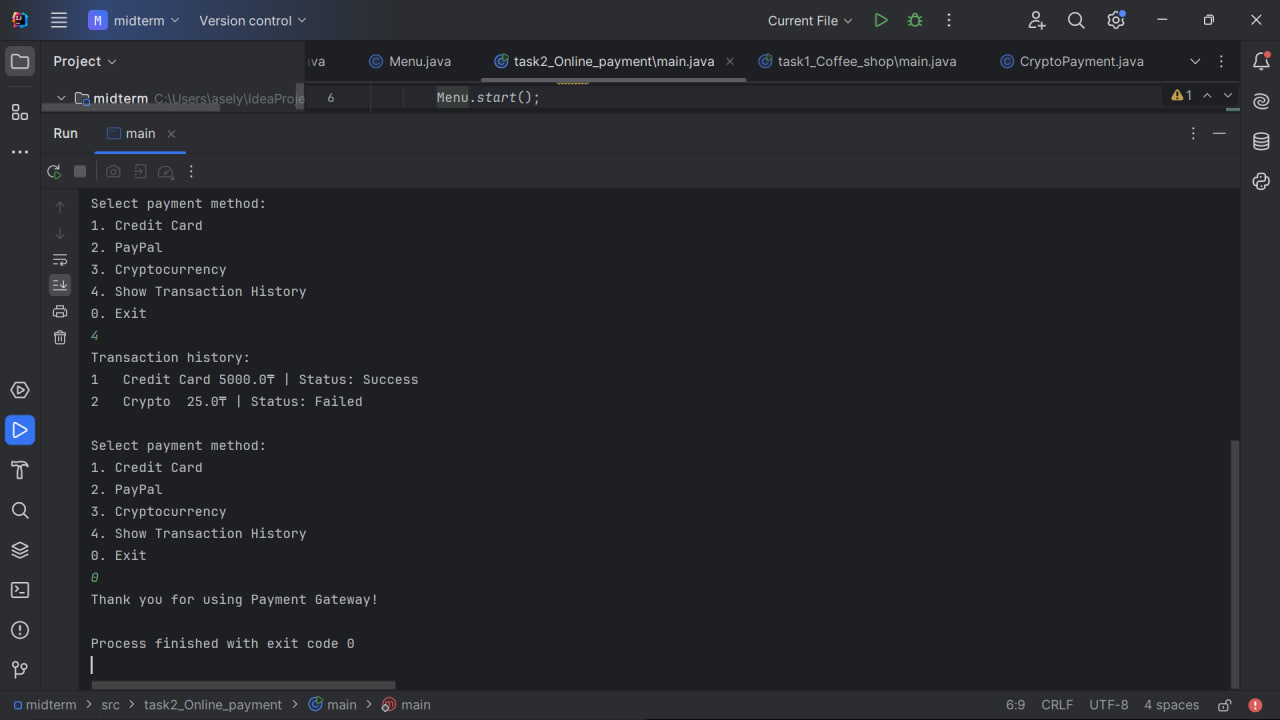 M midterm Version control Current File
Project
va Menu.java task2_Online_payment\main.java task1_Coffee_shop\main.java CryptoPayment.java
midterm C:\Users\asely\IdeaProje
6 Menu.start(); 1
Run main
Select payment method:
1. Credit Card
2. PayPal
3. Cryptocurrency
4. Show Transaction History
0. Exit
4
Transaction history:
1 Credit Card 5000.0₸ | Status: Success
2 Crypto 25.0₸ | Status: Failed
Select payment method:
1. Credit Card
2. PayPal
3. Cryptocurrency
4. Show Transaction History
0. Exit
0
Thank you for using Payment Gateway!
Process finished with exit code 0
midterm > src > task2_Online_payment > main > main 6:9 CRLF UTF-8 4 spaces